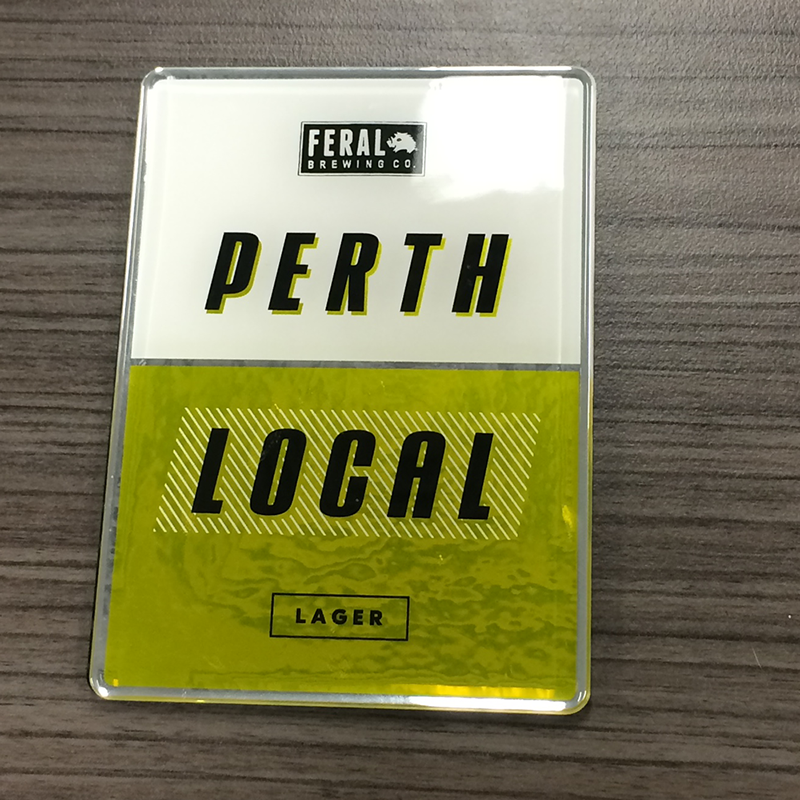 FERAL
BREWING CO.
PERTH
LOCAL
LAGER